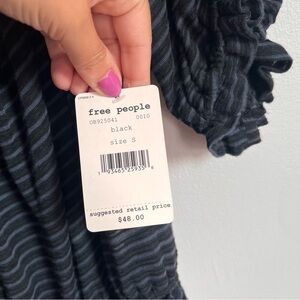 free people
OB925041 0010
black
size S
suggested retail price
$48.00